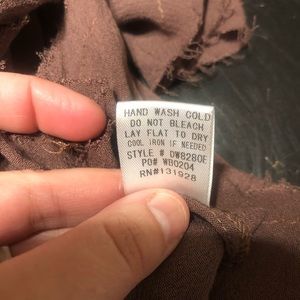 HAND WASH COLD
DO NOT BLEACH
LAY FLAT TO DRY
COOL IRON IF NEEDED
STYLE # DW8280E
PO# WB0204
RN#131928